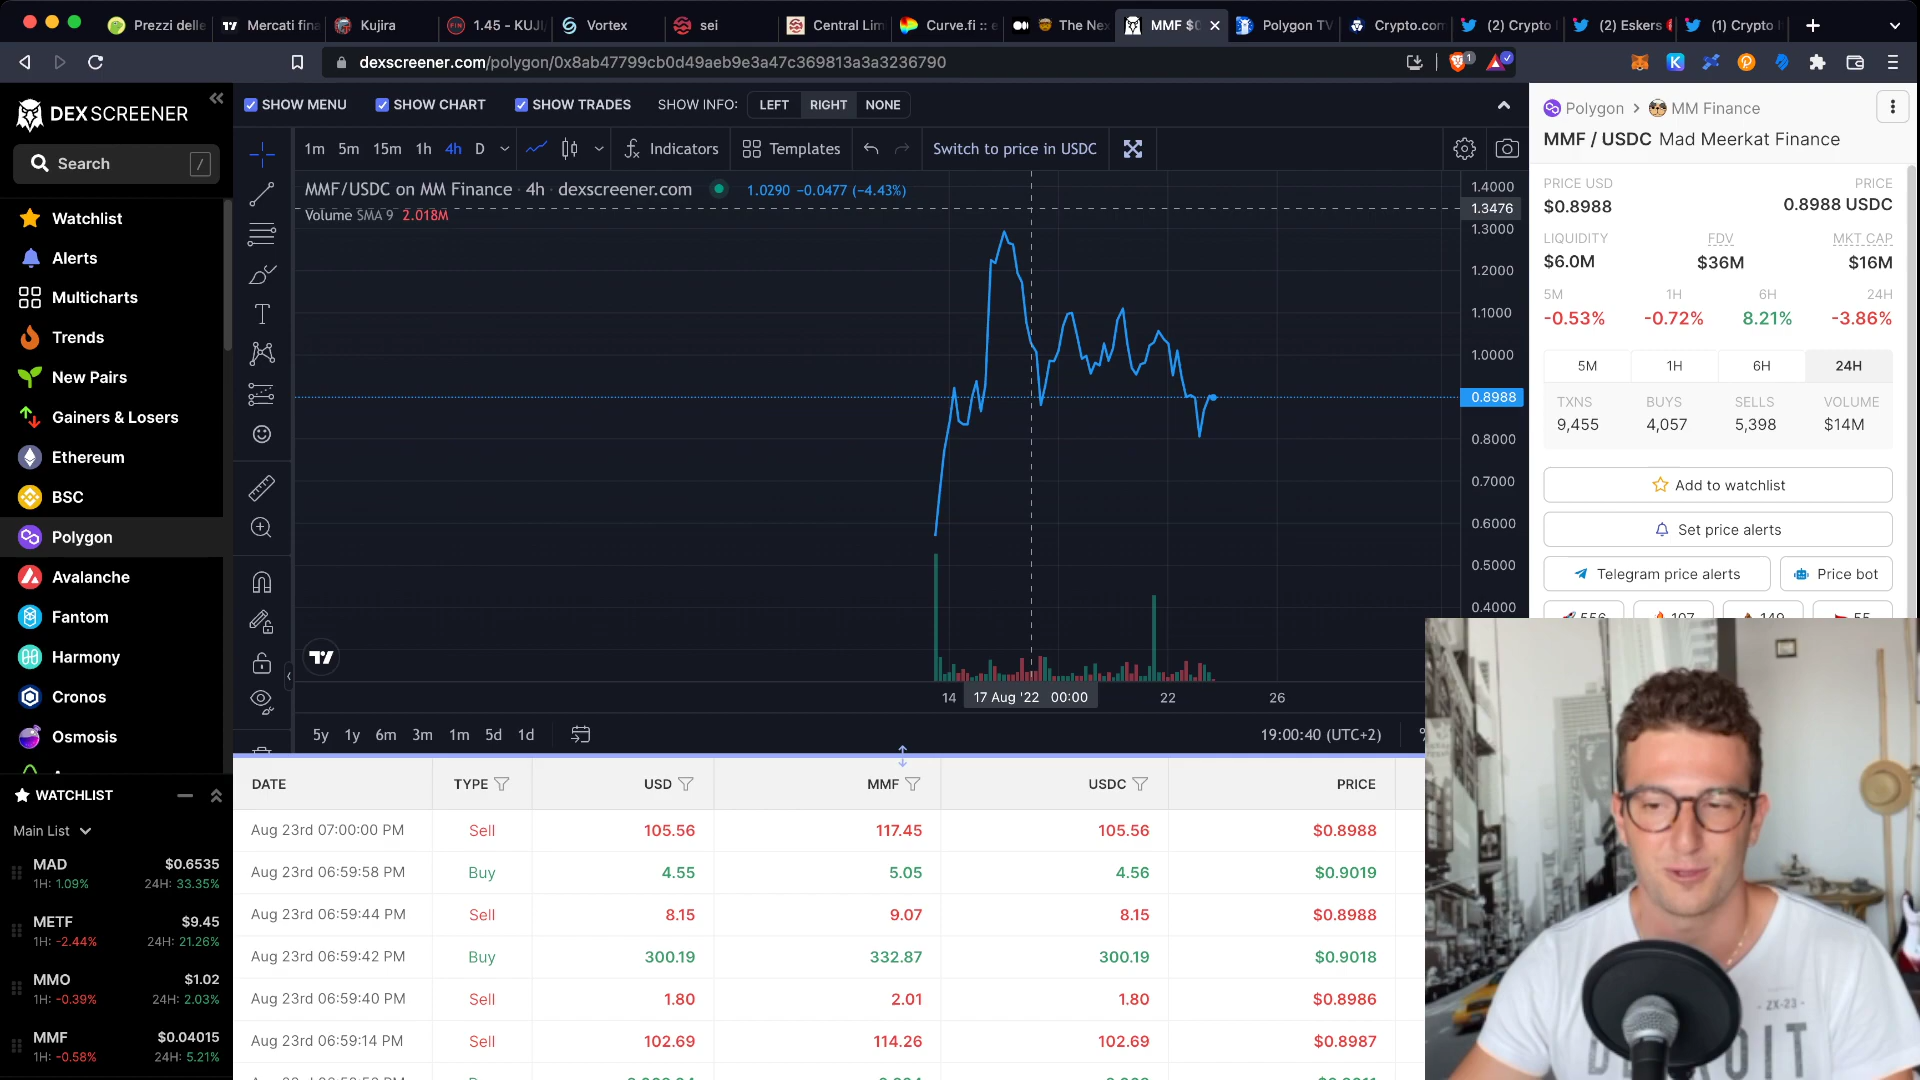 Prezzi delle
Mercati fina
Kujira
1.45 - KUJI
Vortex
sei
Central Lim
Curve.fi :: e
The Nex
MMF $0
Polygon TV
Crypto.com
(2) Crypto
(2) Eskers
(1) Crypto
dexscreener.com/polygon/0x8ab47799cb0d49aeb9e3a47c369813a3a3236790
DEX SCREENER
Search /
Watchlist
Alerts
Multicharts
Trends
New Pairs
Gainers & Losers
Ethereum
BSC
Polygon
Avalanche
Fantom
Harmony
Cronos
Osmosis
WATCHLIST
Main List
MAD $0.6535
1H: 1.09% 24H: 33.35%
METF $9.45
1H: -2.44% 24H: 21.26%
MMO $1.02
1H: -0.39% 24H: 2.03%
MMF $0.04015
1H: -0.58% 24H: 5.21%
SHOW MENU SHOW CHART SHOW TRADES SHOW INFO: LEFT RIGHT NONE
1m 5m 15m 1h 4h D Indicators Templates Switch to price in USDC
MMF/USDC on MM Finance · 4h · dexscreener.com 1.0290 −0.0477 (−4.43%)
Volume SMA 9 2.018M
1.4000
1.3476
1.3000
1.2000
1.1000
1.0000
0.8988
0.8000
0.7000
0.6000
0.5000
0.4000
14 17 Aug '22 00:00 22 26
5y 1y 6m 3m 1m 5d 1d 19:00:40 (UTC+2)
DATE TYPE USD MMF USDC PRICE
Aug 23rd 07:00:00 PM Sell 105.56 117.45 105.56 $0.8988
Aug 23rd 06:59:58 PM Buy 4.55 5.05 4.56 $0.9019
Aug 23rd 06:59:44 PM Sell 8.15 9.07 8.15 $0.8988
Aug 23rd 06:59:42 PM Buy 300.19 332.87 300.19 $0.9018
Aug 23rd 06:59:40 PM Sell 1.80 2.01 1.80 $0.8986
Aug 23rd 06:59:14 PM Sell 102.69 114.26 102.69 $0.8987
Polygon > MM Finance
MMF / USDC Mad Meerkat Finance
PRICE USD PRICE
$0.8988 0.8988 USDC
LIQUIDITY FDV MKT CAP
$6.0M $36M $16M
5M 1H 6H 24H
-0.53% -0.72% 8.21% -3.86%
5M 1H 6H 24H
TXNS BUYS SELLS VOLUME
9,455 4,057 5,398 $14M
Add to watchlist
Set price alerts
Telegram price alerts Price bot
556 107 149 55
ZX-23